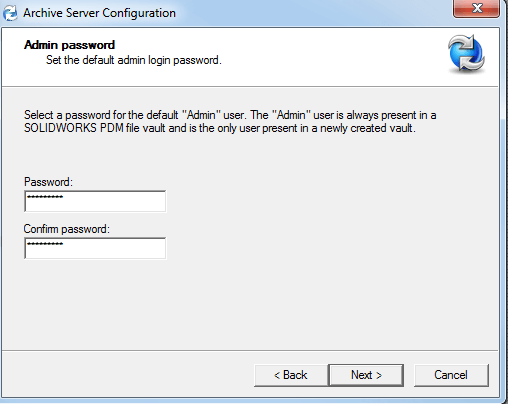 Archive Server Configuration
Admin password
Set the default admin login password.
Select a password for the default "Admin" user. The "Admin" user is always present in a
SOLIDWORKS PDM file vault and is the only user present in a newly created vault.
Password:
*********
Confirm password:
*********
< Back Next > Cancel